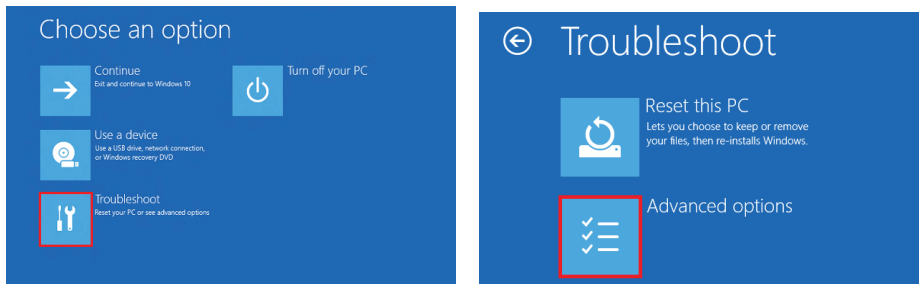 Choose an option
Continue
Exit and continue to Windows 10
Turn off your PC
Use a device
Use a USB drive, network connection,
or Windows recovery DVD
Troubleshoot
Reset your PC or see advanced options
Troubleshoot
Reset this PC
Lets you choose to keep or remove
your files, then re-installs Windows.
Advanced options